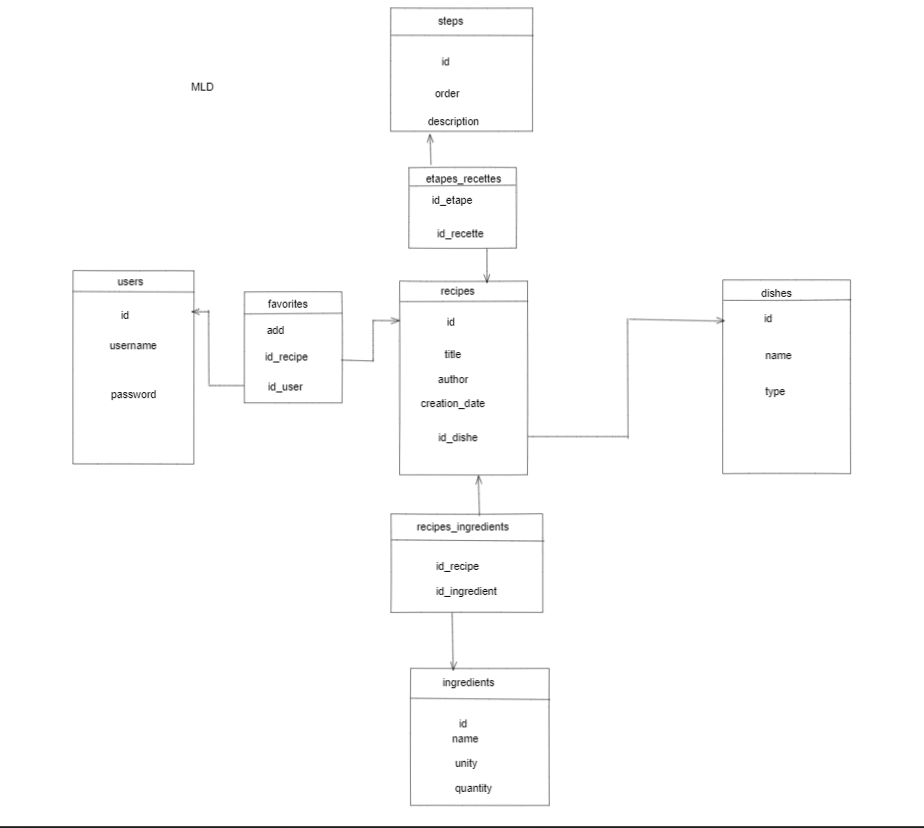 steps
id
order
description
MLD
etapes_recettes
id_etape
id_recette
users
id
username
password
favorites
add
id_recipe
id_user
recipes
id
title
author
creation_date
id_dishe
dishes
id
name
type
recipes_ingredients
id_recipe
id_ingredient
ingredients
id
name
unity
quantity